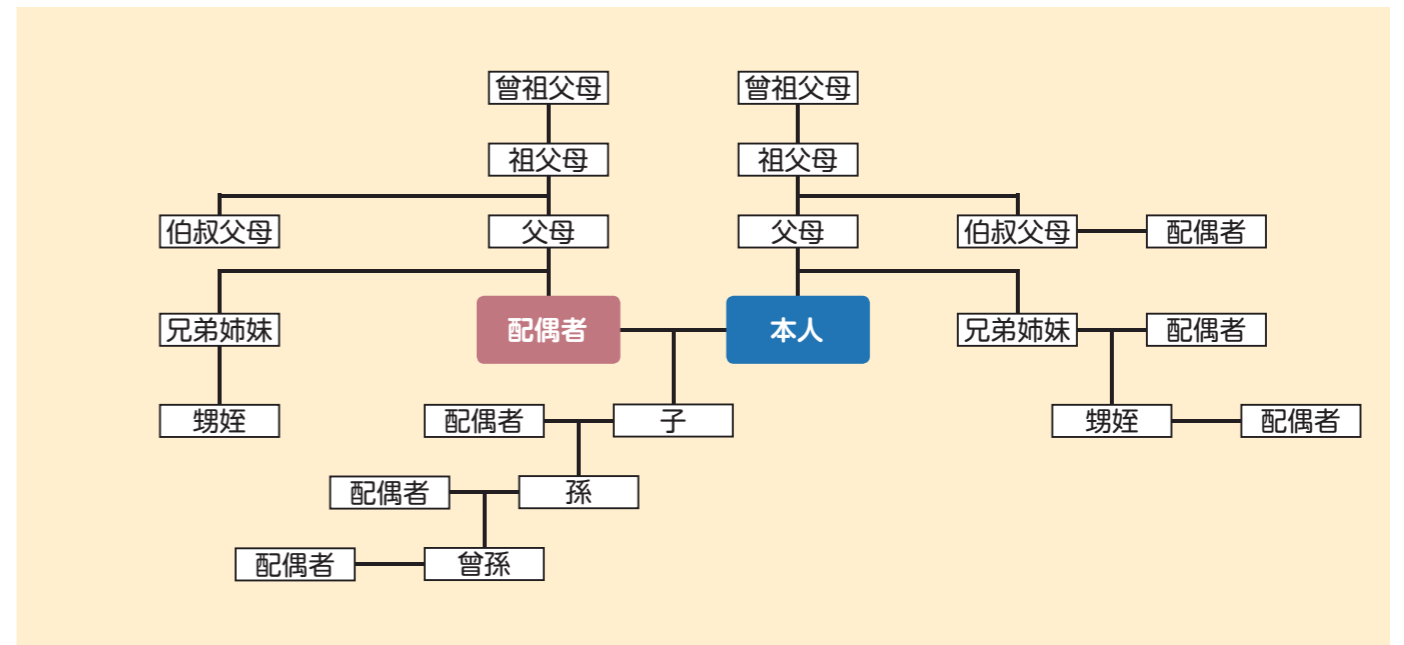 曾祖父母
曾祖父母
祖父母
祖父母
伯叔父母
父母
父母
伯叔父母
配偶者
兄弟姉妹
配偶者
本人
兄弟姉妹
配偶者
甥姪
配偶者
子
甥姪
配偶者
配偶者
孫
配偶者
曾孫